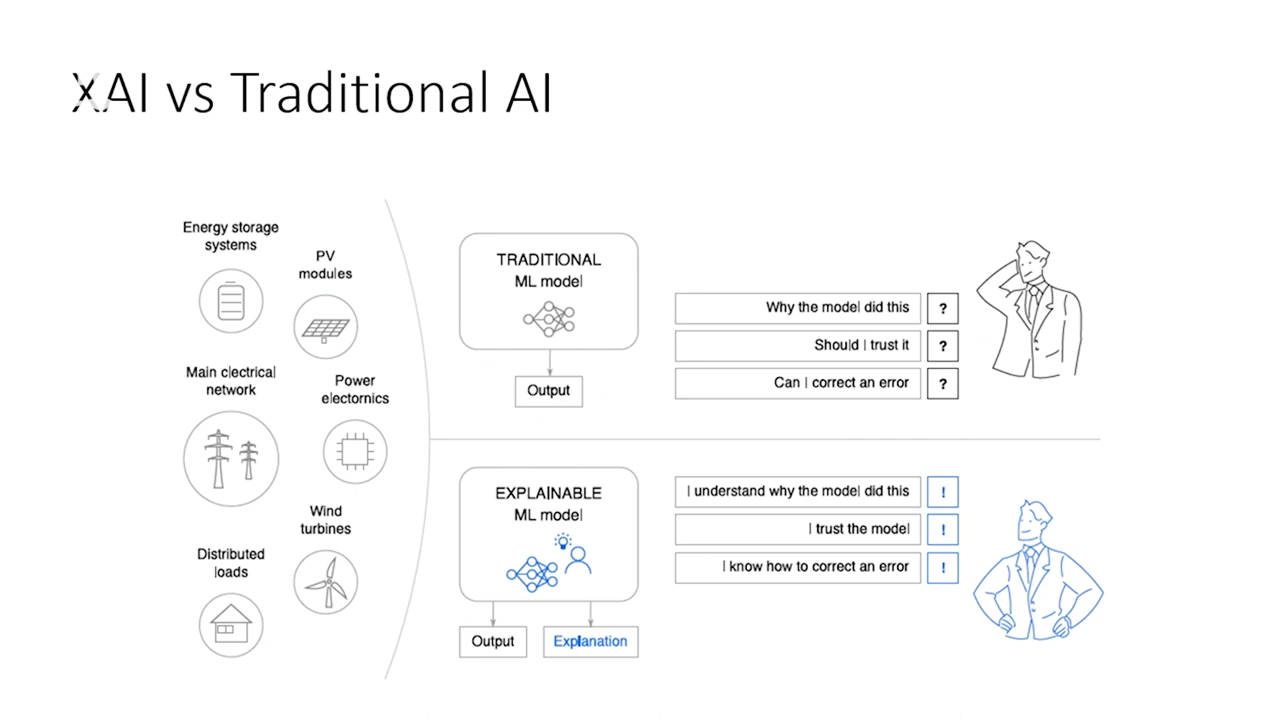 XAI vs Traditional AI
Energy storage
systems
PV
modules
Main electrical
network
Power
electornics
Wind
turbines
Distributed
loads
TRADITIONAL
ML model
Output
Why the model did this
?
Should I trust it
?
Can I correct an error
?
EXPLAINABLE
ML model
Output
Explanation
I understand why the model did this
!
I trust the model
!
I know how to correct an error
!